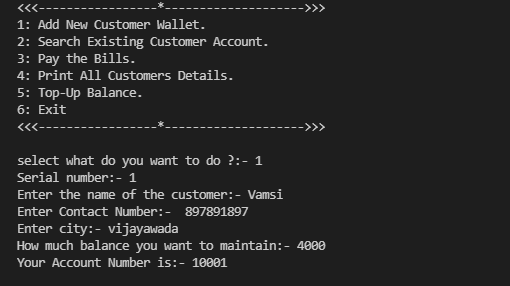 <<<-----------------*-------------------->>>
1: Add New Customer Wallet.
2: Search Existing Customer Account.
3: Pay the Bills.
4: Print All Customers Details.
5: Top-Up Balance.
6: Exit
<<<-----------------*-------------------->>>
select what do you want to do ?:- 1
Serial number:- 1
Enter the name of the customer:- Vamsi
Enter Contact Number:-  897891897
Enter city:- vijayawada
How much balance you want to maintain:- 4000
Your Account Number is:- 10001